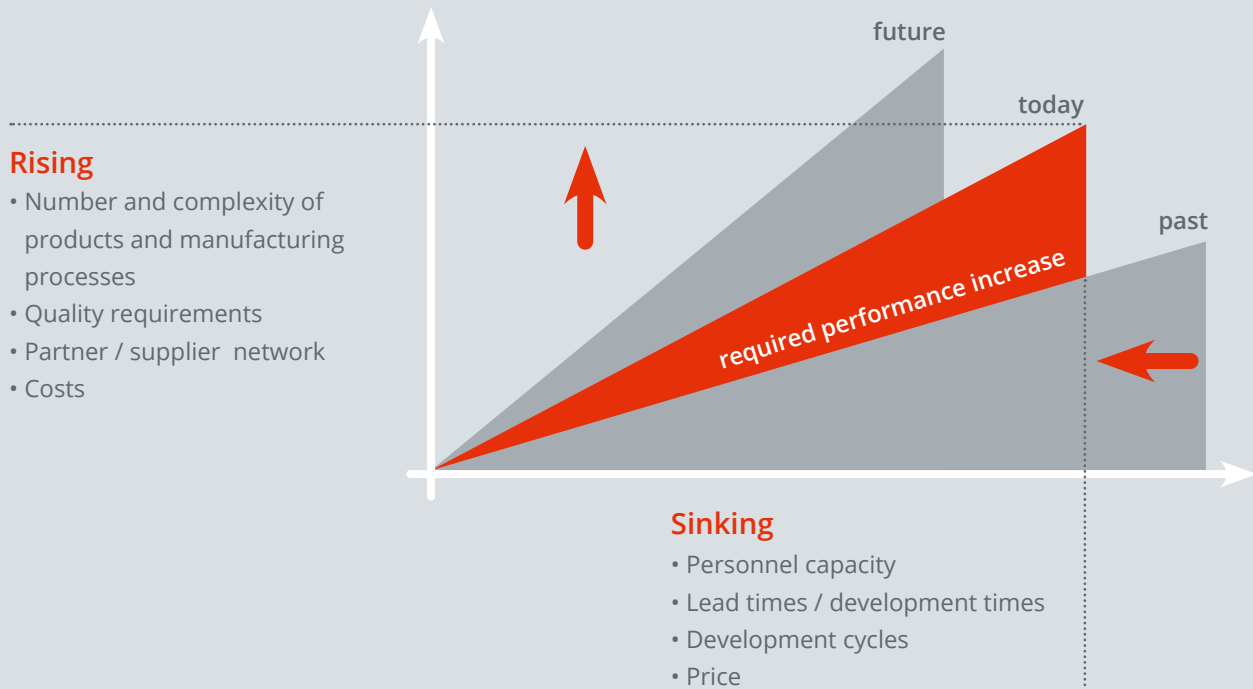 future
today
past
required performance increase
Rising
• Number and complexity of
products and manufacturing
processes
• Quality requirements
• Partner / supplier  network
• Costs
Sinking
• Personnel capacity
• Lead times / development times
• Development cycles
• Price